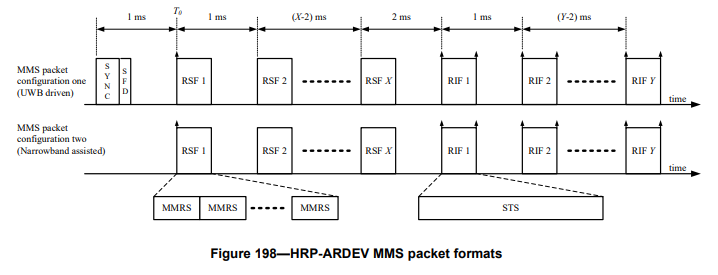 1 ms T0 1 ms (X-2) ms 2 ms 1 ms (Y-2) ms
MMS packet
configuration one
(UWB driven)
SYNC SFD RSF 1 RSF 2 RSF X RIF 1 RIF 2 RIF Y
time
MMS packet
configuration two
(Narrowband assisted)
RSF 1 RSF 2 RSF X RIF 1 RIF 2 RIF Y
time
MMRS MMRS MMRS STS
Figure 198—HRP-ARDEV MMS packet formats